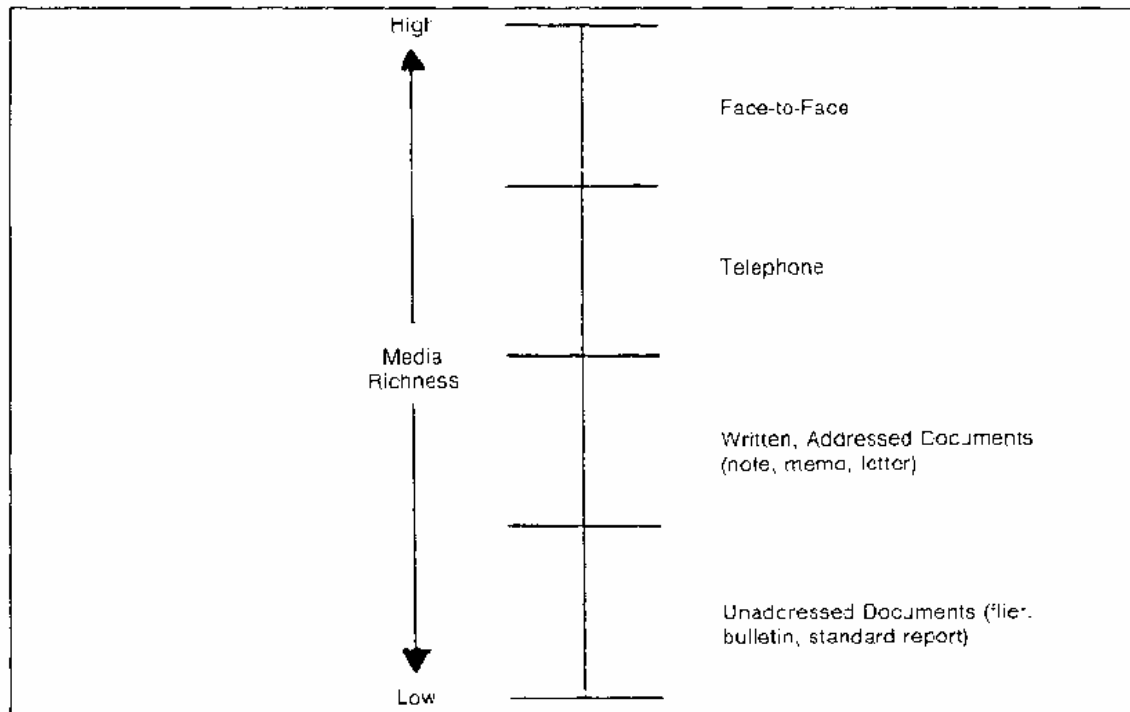 High
Face-to-Face
Telephone
Media
Richness
Written, Addressed Documents
(note, memo, letter)
Unaddressed Documents (flier,
bulletin, standard report)
Low